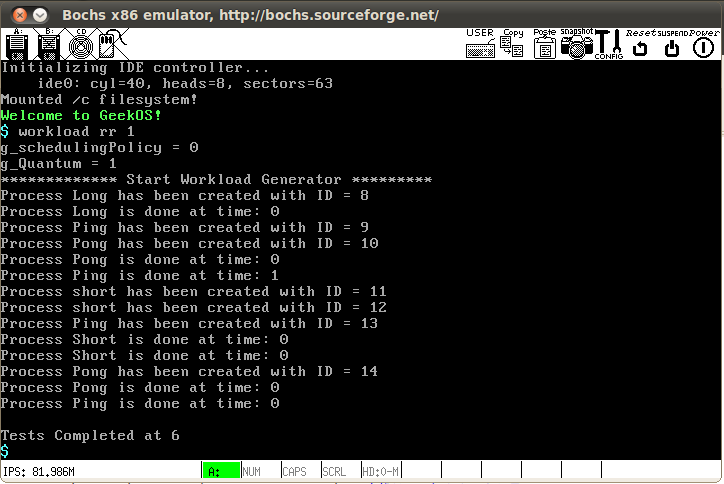 Bochs x86 emulator, http://bochs.sourceforge.net/
A: B: CD USER Copy Paste snapshot CONFIG Reset SUSPEND Power
Initializing IDE controller...
ide0: cyl=40, heads=8, sectors=63
Mounted /c filesystem!
Welcome to GeekOS!
$ workload rr 1
g_schedulingPolicy = 0
g_Quantum = 1
************* Start Workload Generator *********
Process Long has been created with ID = 8
Process Long is done at time: 0
Process Ping has been created with ID = 9
Process Pong has been created with ID = 10
Process Pong is done at time: 0
Process Ping is done at time: 1
Process short has been created with ID = 11
Process short has been created with ID = 12
Process Ping has been created with ID = 13
Process Short is done at time: 0
Process Short is done at time: 0
Process Pong has been created with ID = 14
Process Pong is done at time: 0
Process Ping is done at time: 0
Tests Completed at 6
$
IPS: 81.986M A: NUM CAPS SCRL HD:0-M